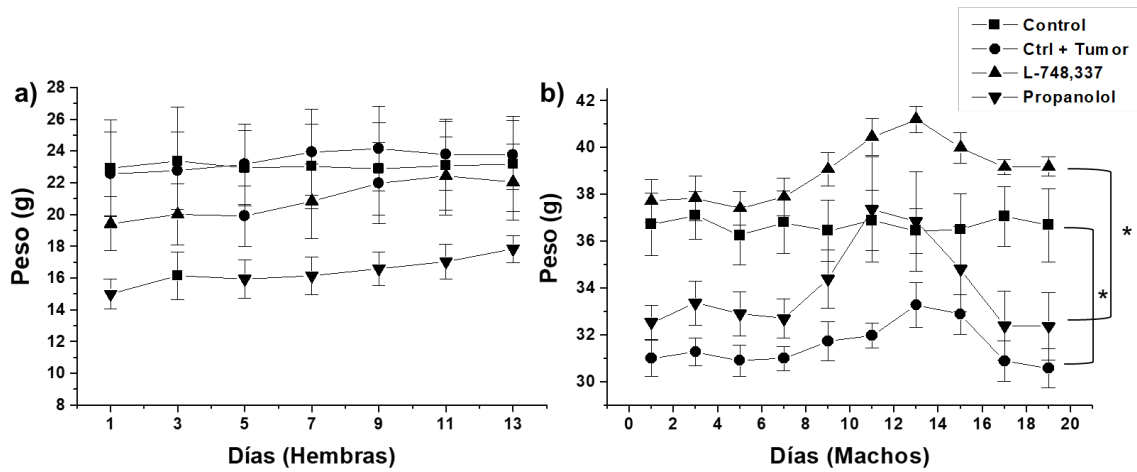 Control
Ctrl + Tumor
L-748,337
Propanolol
a)
28
26
24
22
20
18
16
14
12
10
8
Peso (g)
1 3 5 7 9 11 13
Días (Hembras)
b)
42
40
38
36
34
32
30
Peso (g)
0 2 4 6 8 10 12 14 16 18 20
Días (Machos)
*
*